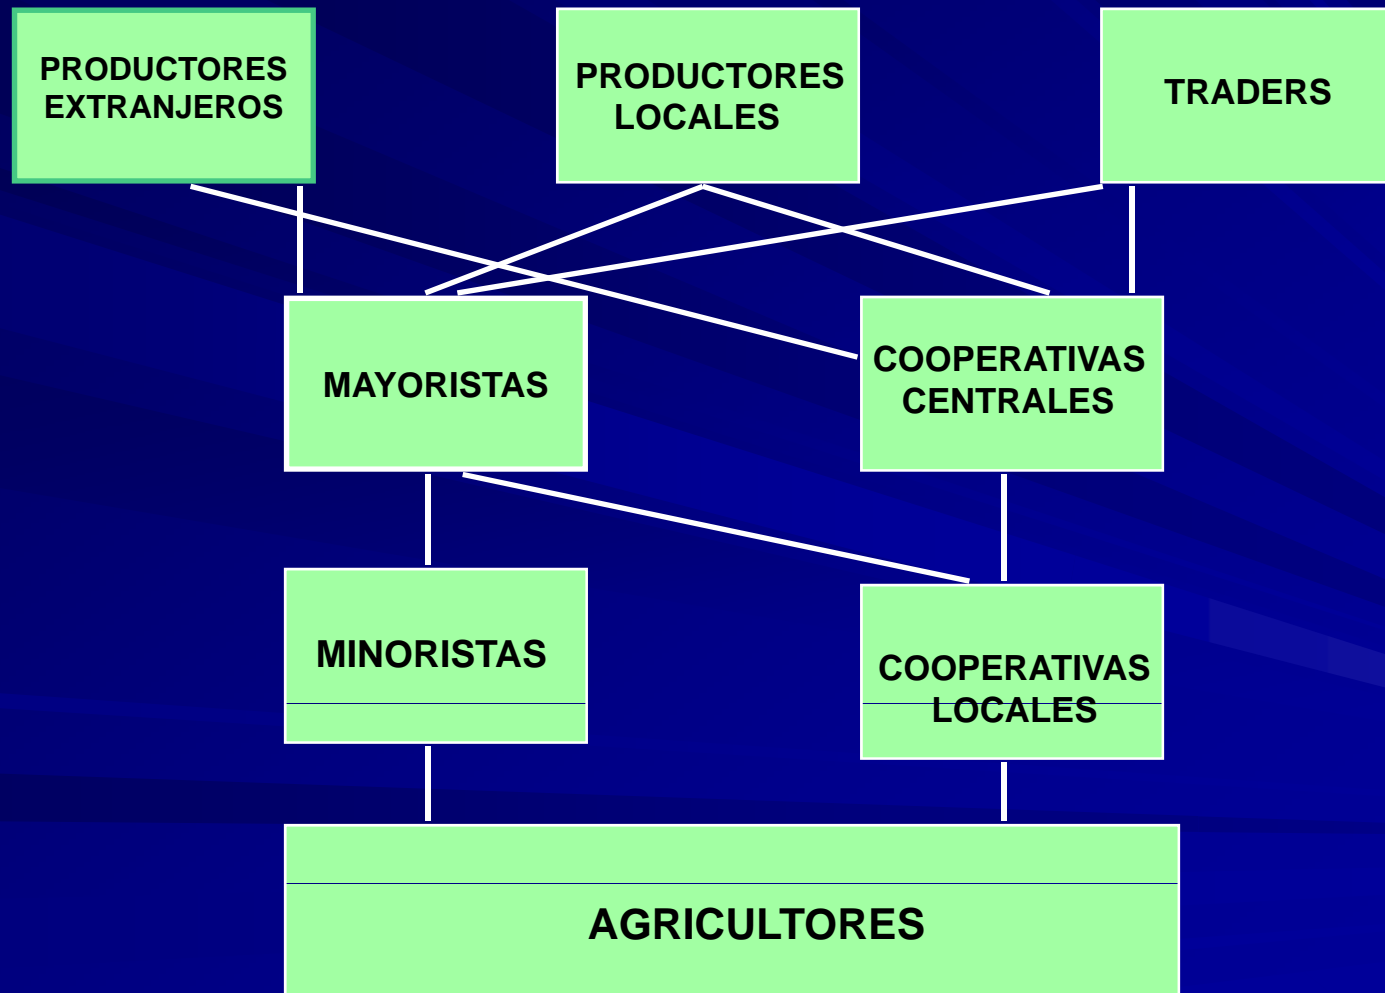 PRODUCTORES
EXTRANJEROS
PRODUCTORES
LOCALES
TRADERS
MAYORISTAS
COOPERATIVAS
CENTRALES
MINORISTAS
COOPERATIVAS
LOCALES
AGRICULTORES